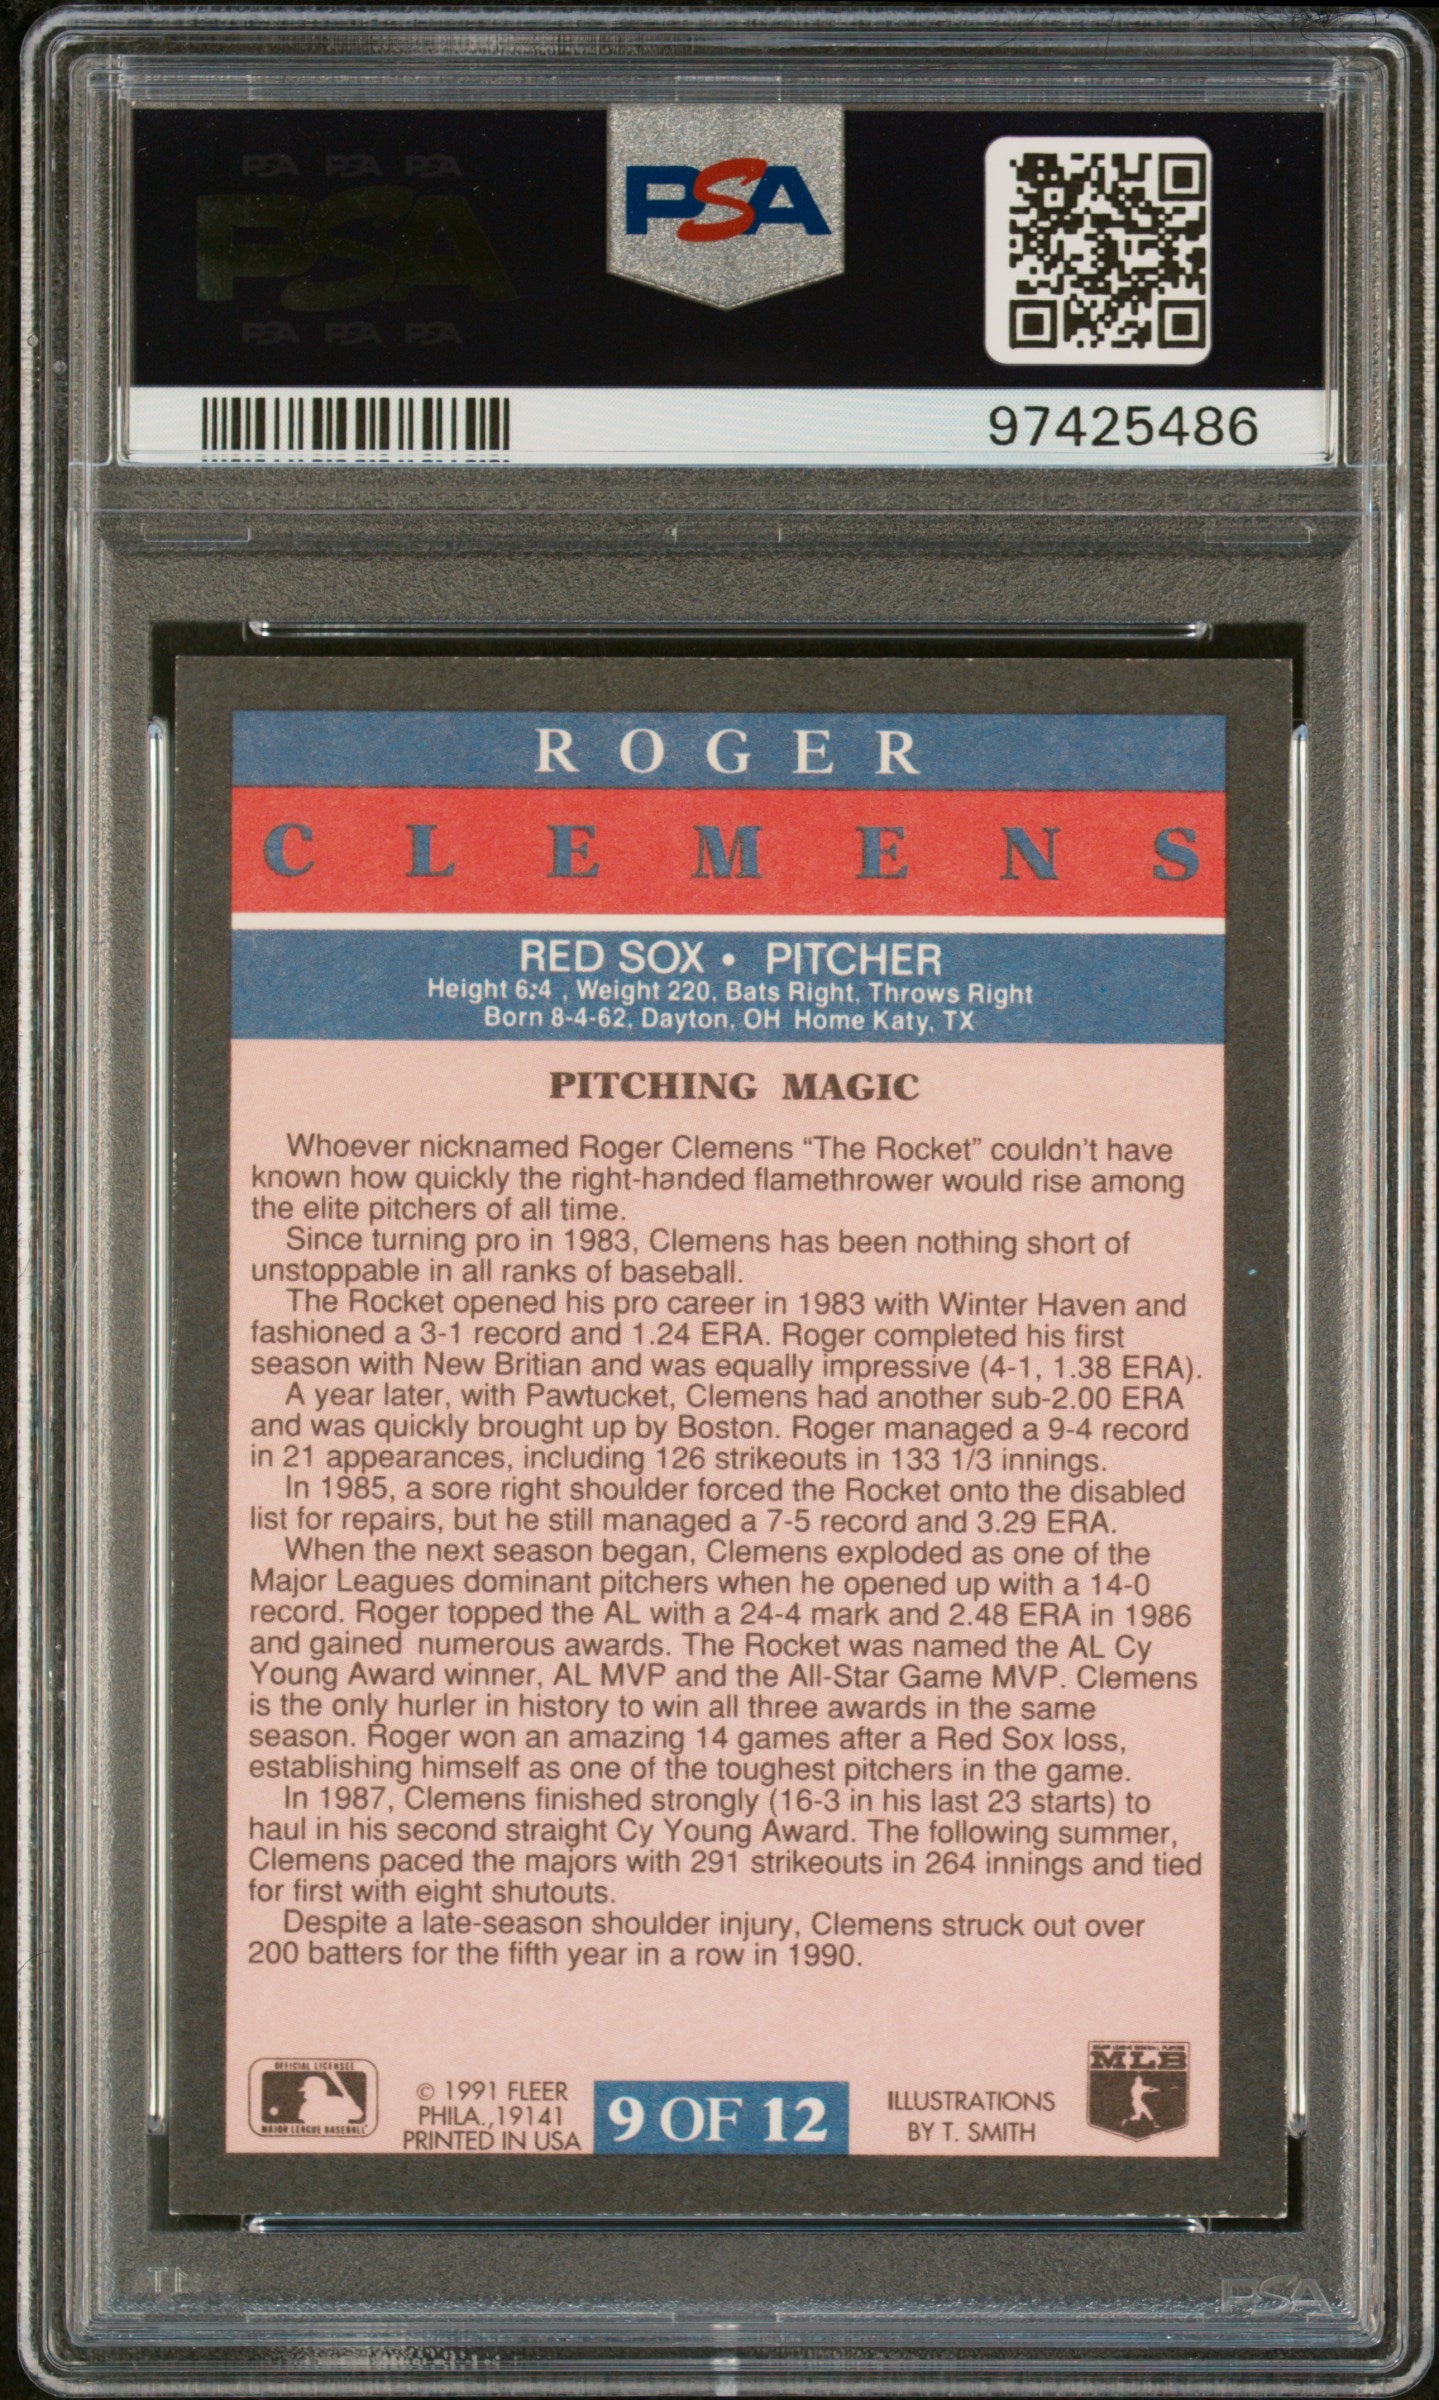 PSA PSA PSA
PSA
PSA PSA PSA
PSA
97425486
ROGER
CLEMENS
RED SOX • PITCHER
Height 6:4 , Weight 220, Bats Right, Throws Right
Born 8-4-62, Dayton, OH Home Katy, TX
PITCHING MAGIC
Whoever nicknamed Roger Clemens “The Rocket” couldn’t have
known how quickly the right-handed flamethrower would rise among
the elite pitchers of all time.
Since turning pro in 1983, Clemens has been nothing short of
unstoppable in all ranks of baseball.
The Rocket opened his pro career in 1983 with Winter Haven and
fashioned a 3-1 record and 1.24 ERA. Roger completed his first
season with New Britian and was equally impressive (4-1, 1.38 ERA).
A year later, with Pawtucket, Clemens had another sub-2.00 ERA
and was quickly brought up by Boston. Roger managed a 9-4 record
in 21 appearances, including 126 strikeouts in 133 1/3 innings.
In 1985, a sore right shoulder forced the Rocket onto the disabled
list for repairs, but he still managed a 7-5 record and 3.29 ERA.
When the next season began, Clemens exploded as one of the
Major Leagues dominant pitchers when he opened up with a 14-0
record. Roger topped the AL with a 24-4 mark and 2.48 ERA in 1986
and gained numerous awards. The Rocket was named the AL Cy
Young Award winner, AL MVP and the All-Star Game MVP. Clemens
is the only hurler in history to win all three awards in the same
season. Roger won an amazing 14 games after a Red Sox loss,
establishing himself as one of the toughest pitchers in the game.
In 1987, Clemens finished strongly (16-3 in his last 23 starts) to
haul in his second straight Cy Young Award. The following summer,
Clemens paced the majors with 291 strikeouts in 264 innings and tied
for first with eight shutouts.
Despite a late-season shoulder injury, Clemens struck out over
200 batters for the fifth year in a row in 1990.
OFFICIAL LICENSEE
MAJOR LEAGUE BASEBALL
© 1991 FLEER
PHILA., 19141
PRINTED IN USA
9 OF 12
ILLUSTRATIONS
BY T. SMITH
MLB
PSA